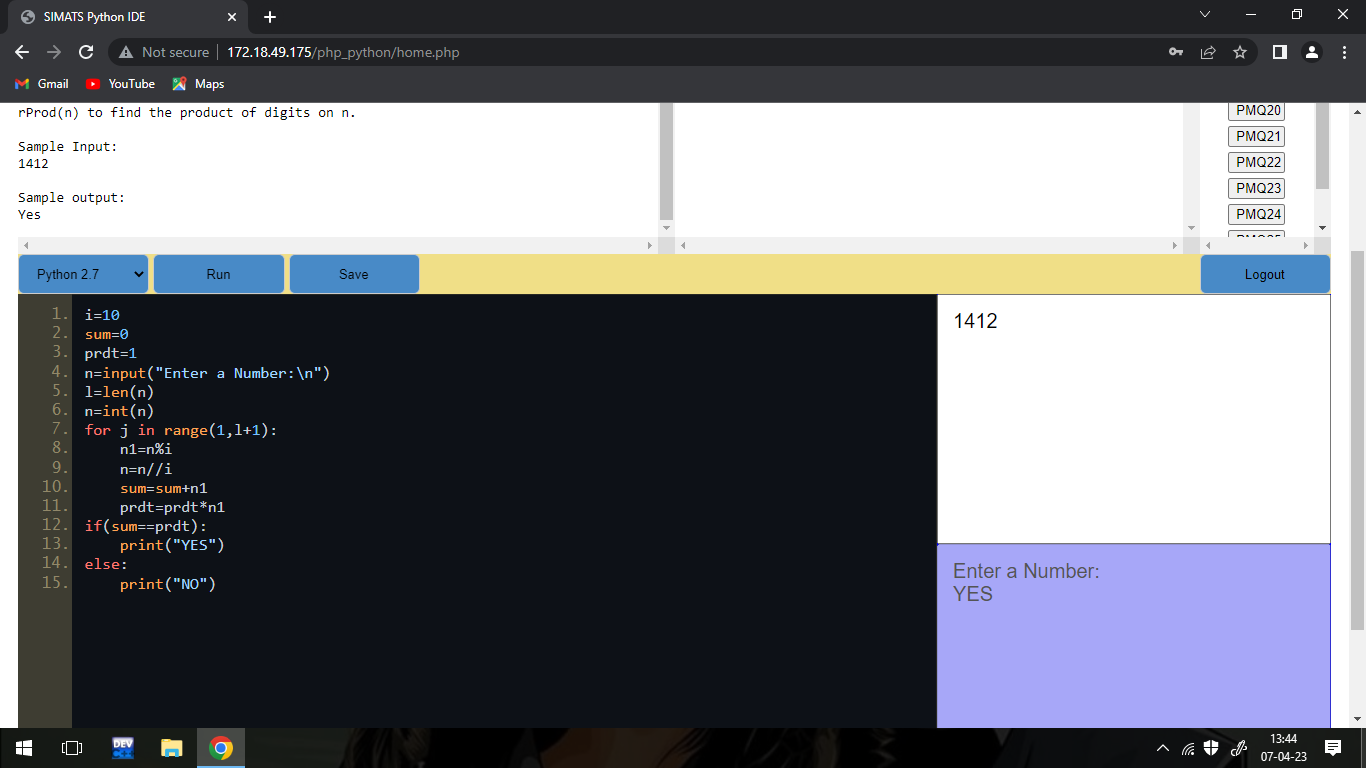 SIMATS Python IDE
Not secure 172.18.49.175/php_python/home.php
Gmail YouTube Maps
rProd(n) to find the product of digits on n.
Sample Input:
1412
Sample output:
Yes
PMQ20
PMQ21
PMQ22
PMQ23
PMQ24
Python 2.7 Run Save Logout
1. i=10
2. sum=0
3. prdt=1
4. n=input("Enter a Number:\n")
5. l=len(n)
6. n=int(n)
7. for j in range(1,l+1):
8. n1=n%i
9. n=n//i
10. sum=sum+n1
11. prdt=prdt*n1
12. if(sum==prdt):
13. print("YES")
14. else:
15. print("NO")
1412
Enter a Number:
YES
DEV
C++
13:44
07-04-23